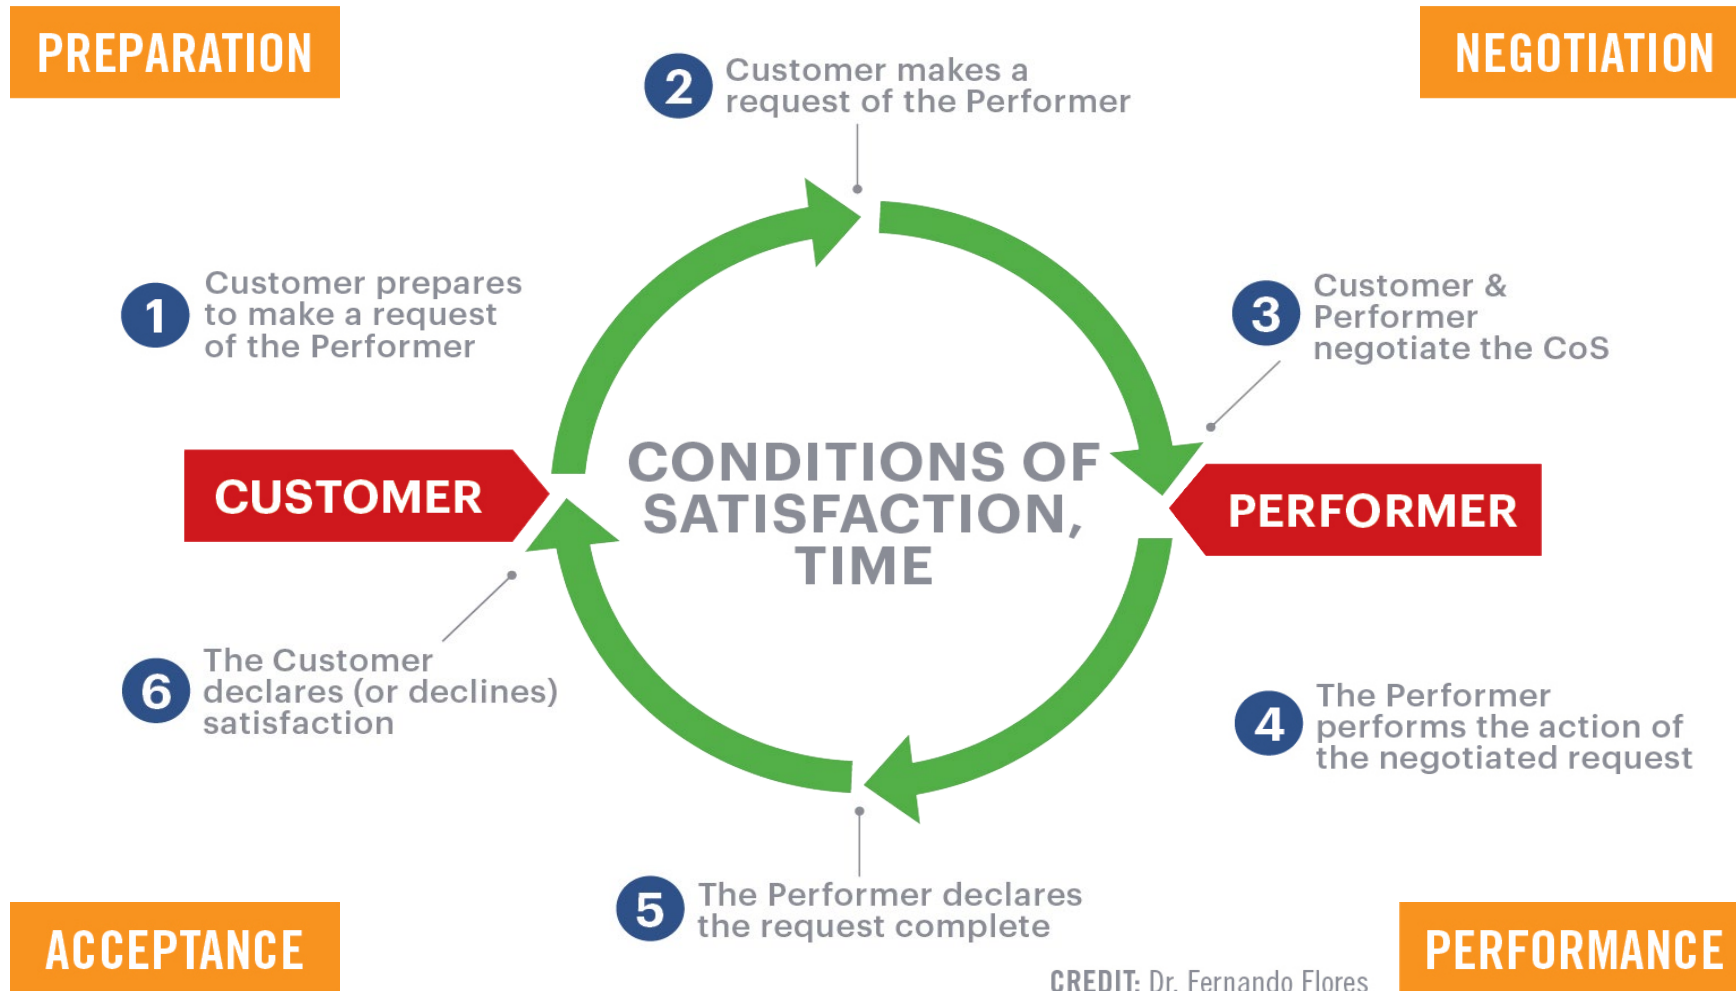 PREPARATION
NEGOTIATION
2
Customer makes a
request of the Performer
1
Customer prepares
to make a request
of the Performer
3
Customer &
Performer
negotiate the CoS
CUSTOMER
CONDITIONS OF
SATISFACTION,
TIME
PERFORMER
6
The Customer
declares (or declines)
satisfaction
4
The Performer
performs the action of
the negotiated request
5
The Performer declares
the request complete
ACCEPTANCE
PERFORMANCE
CREDIT: Dr. Fernando Flores